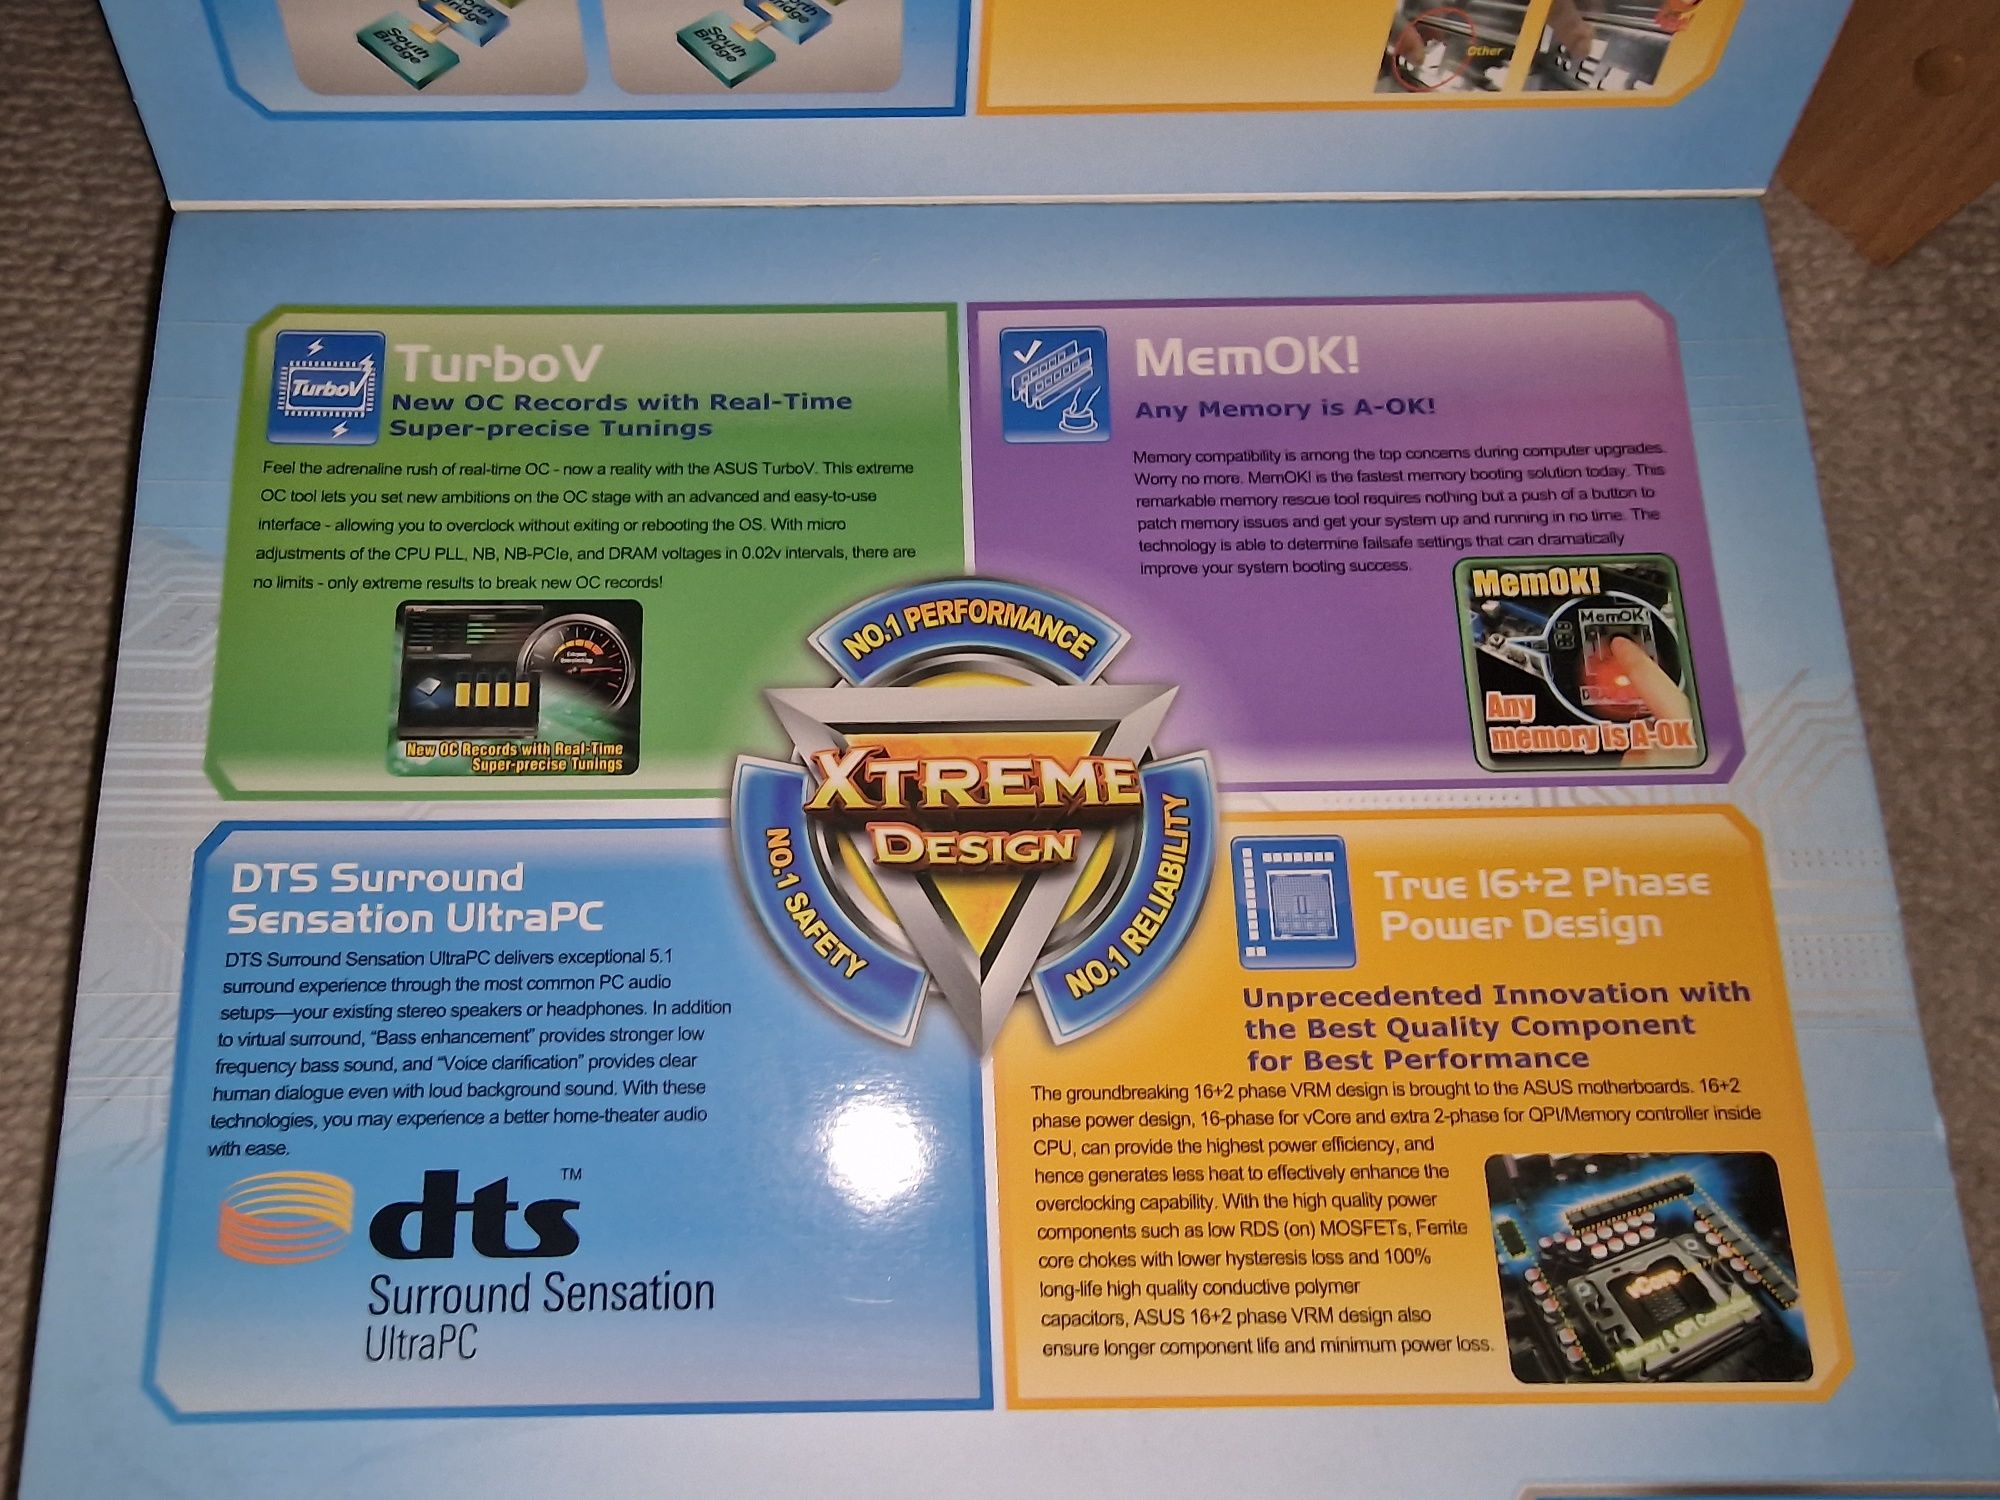 South
Bridge
South
Bridge
Other
TurboV
TurboV
New OC Records with Real-Time
Super-precise Tunings
Feel the adrenaline rush of real-time OC - now a reality with the ASUS TurboV. This extreme
OC tool lets you set new ambitions on the OC stage with an advanced and easy-to-use
interface - allowing you to overclock without exiting or rebooting the OS. With micro
adjustments of the CPU PLL, NB, NB-PCIe, and DRAM voltages in 0.02v intervals, there are
no limits - only extreme results to break new OC records!
New OC Records with Real-Time
Super-precise Tunings
MemOK!
Any Memory is A-OK!
Memory compatibility is among the top concerns during computer upgrades.
Worry no more. MemOK! is the fastest memory booting solution today. This
remarkable memory rescue tool requires nothing but a push of a button to
patch memory issues and get your system up and running in no time. The
technology is able to determine failsafe settings that can dramatically
improve your system booting success.
MemOK!
MemOK!
Any
memory is A-OK
NO.1 PERFORMANCE
XTREME
DESIGN
NO.1 SAFETY
NO.1 RELIABILITY
DTS Surround
Sensation UltraPC
DTS Surround Sensation UltraPC delivers exceptional 5.1
surround experience through the most common PC audio
setups—your existing stereo speakers or headphones. In addition
to virtual surround, “Bass enhancement” provides stronger low
frequency bass sound, and “Voice clarification” provides clear
human dialogue even with loud background sound. With these
technologies, you may experience a better home-theater audio
with ease.
dts™
Surround Sensation
UltraPC
True 16+2 Phase
Power Design
Unprecedented Innovation with
the Best Quality Component
for Best Performance
The groundbreaking 16+2 phase VRM design is brought to the ASUS motherboards. 16+2
phase power design, 16-phase for vCore and extra 2-phase for QPI/Memory controller inside
CPU, can provide the highest power efficiency, and
hence generates less heat to effectively enhance the
overclocking capability. With the high quality power
components such as low RDS (on) MOSFETs, Ferrite
core chokes with lower hysteresis loss and 100%
long-life high quality conductive polymer
capacitors, ASUS 16+2 phase VRM design also
ensure longer component life and minimum power loss.
vCore